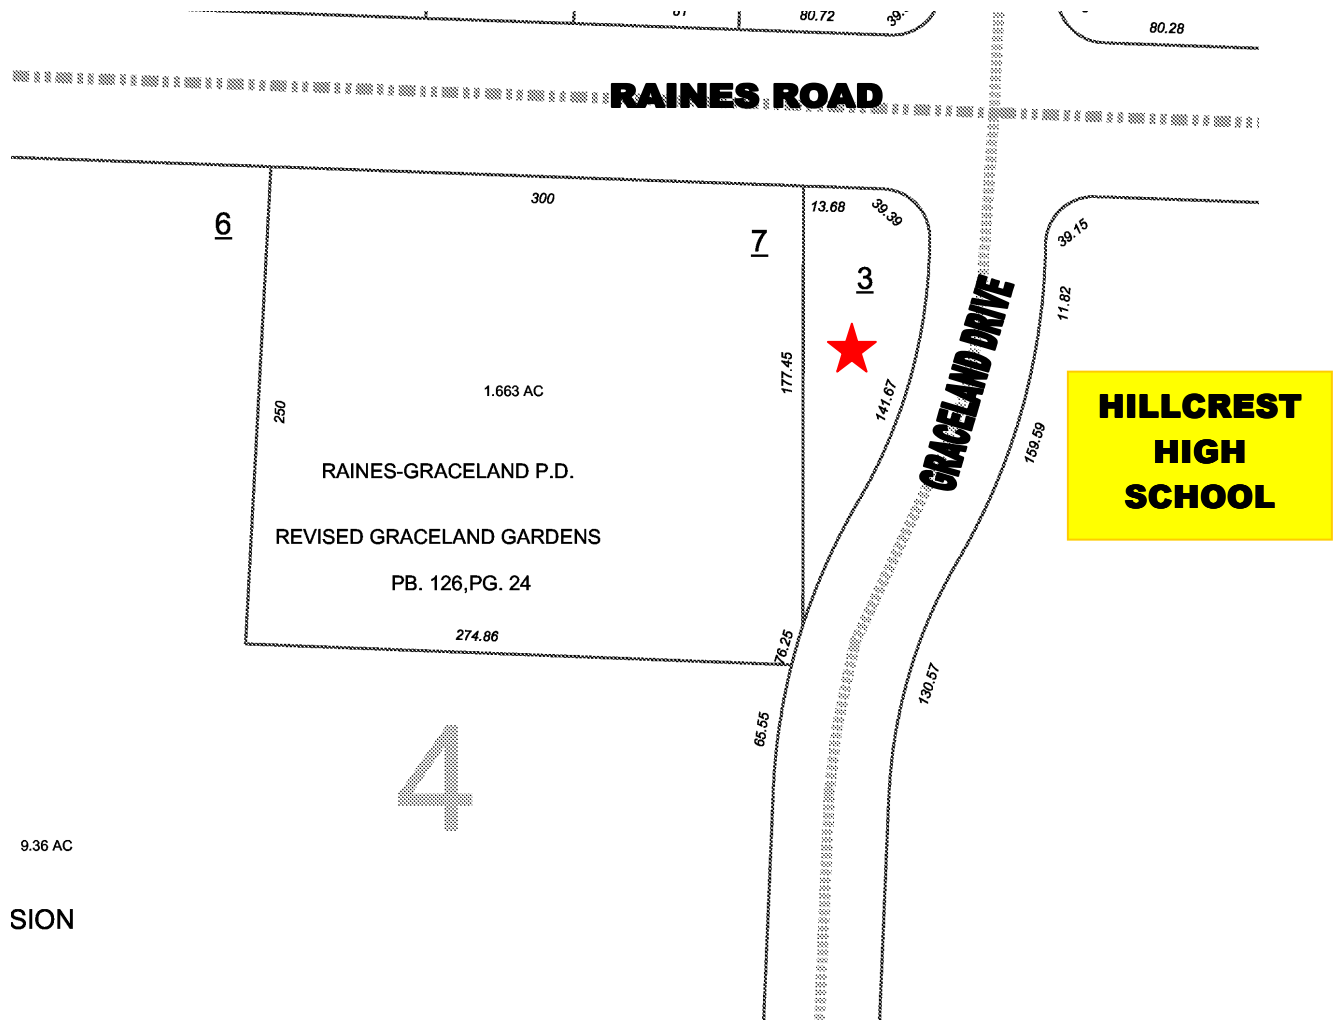 80.72
80.28
RAINES ROAD
300
13.68
39.39
39.15
6
7
3
11.82
GRACELAND DRIVE
177.45
141.67
250
1.663 AC
159.59
HILLCREST
HIGH
SCHOOL
RAINES-GRACELAND P.D.
REVISED GRACELAND GARDENS
PB. 126,PG. 24
274.86
76.25
130.57
65.55
4
9.36 AC
SION